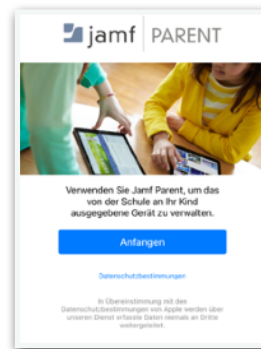 jamf PARENT
Verwenden Sie Jamf Parent, um das
von der Schule an Ihr Kind
ausgegebene Gerät zu verwalten.
Anfangen
Datenschutzbestimmungen
In Übereinstimmung mit den
Datenschutzbestimmungen von Apple werden über
unseren Dienst erfasste Daten niemals an Dritte
weitergeleitet.